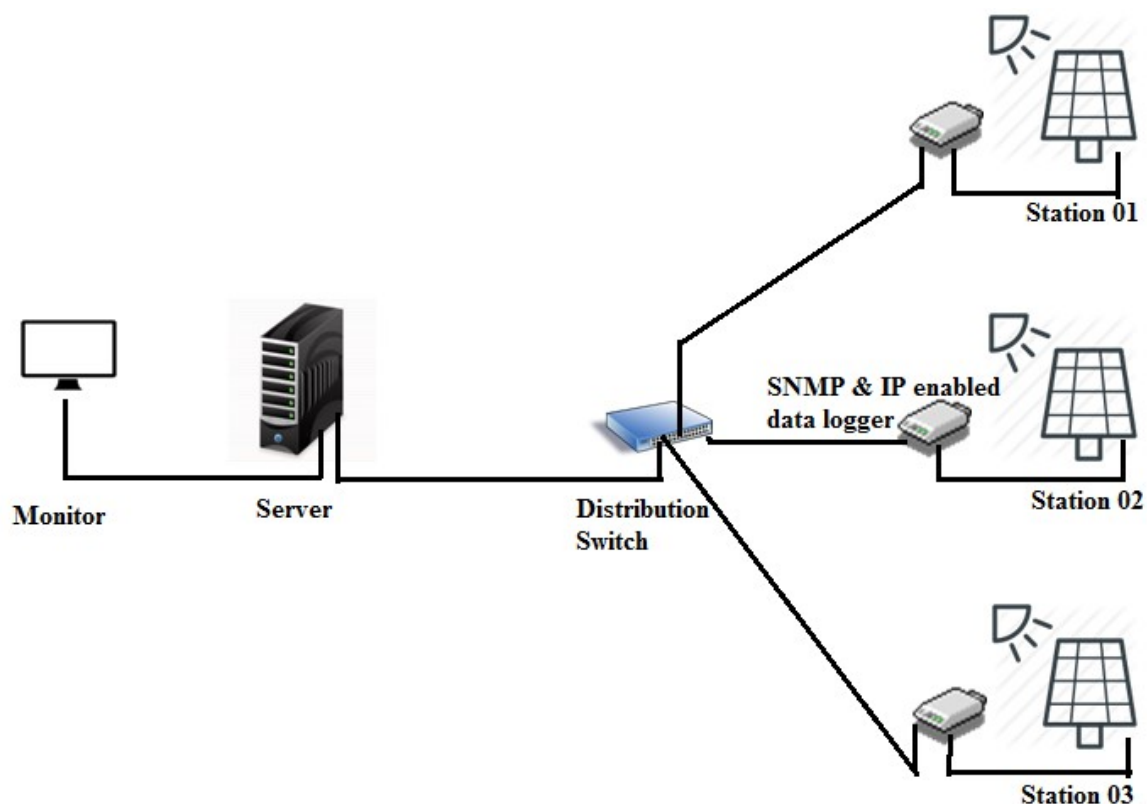 Station 01
SNMP & IP enabled
data logger
Station 02
Monitor
Server
Distribution
Switch
Station 03